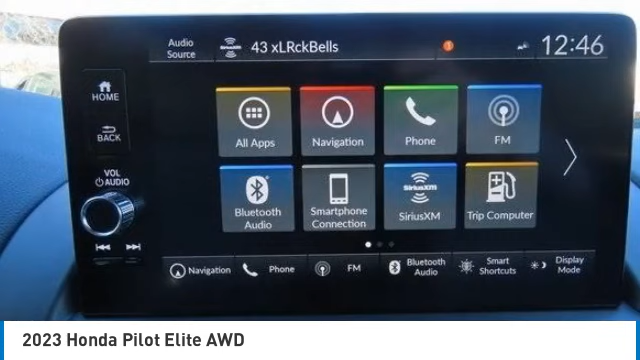 Audio
Source
SiriusXM
43 xLRckBells
12:46
HOME
BACK
VOL
AUDIO
All Apps
Navigation
Phone
FM
Bluetooth
Audio
Smartphone
Connection
SiriusXM
SiriusXM
Trip Computer
Navigation
Phone
FM
Bluetooth
Audio
Smart
Shortcuts
Display
Mode
2023 Honda Pilot Elite AWD